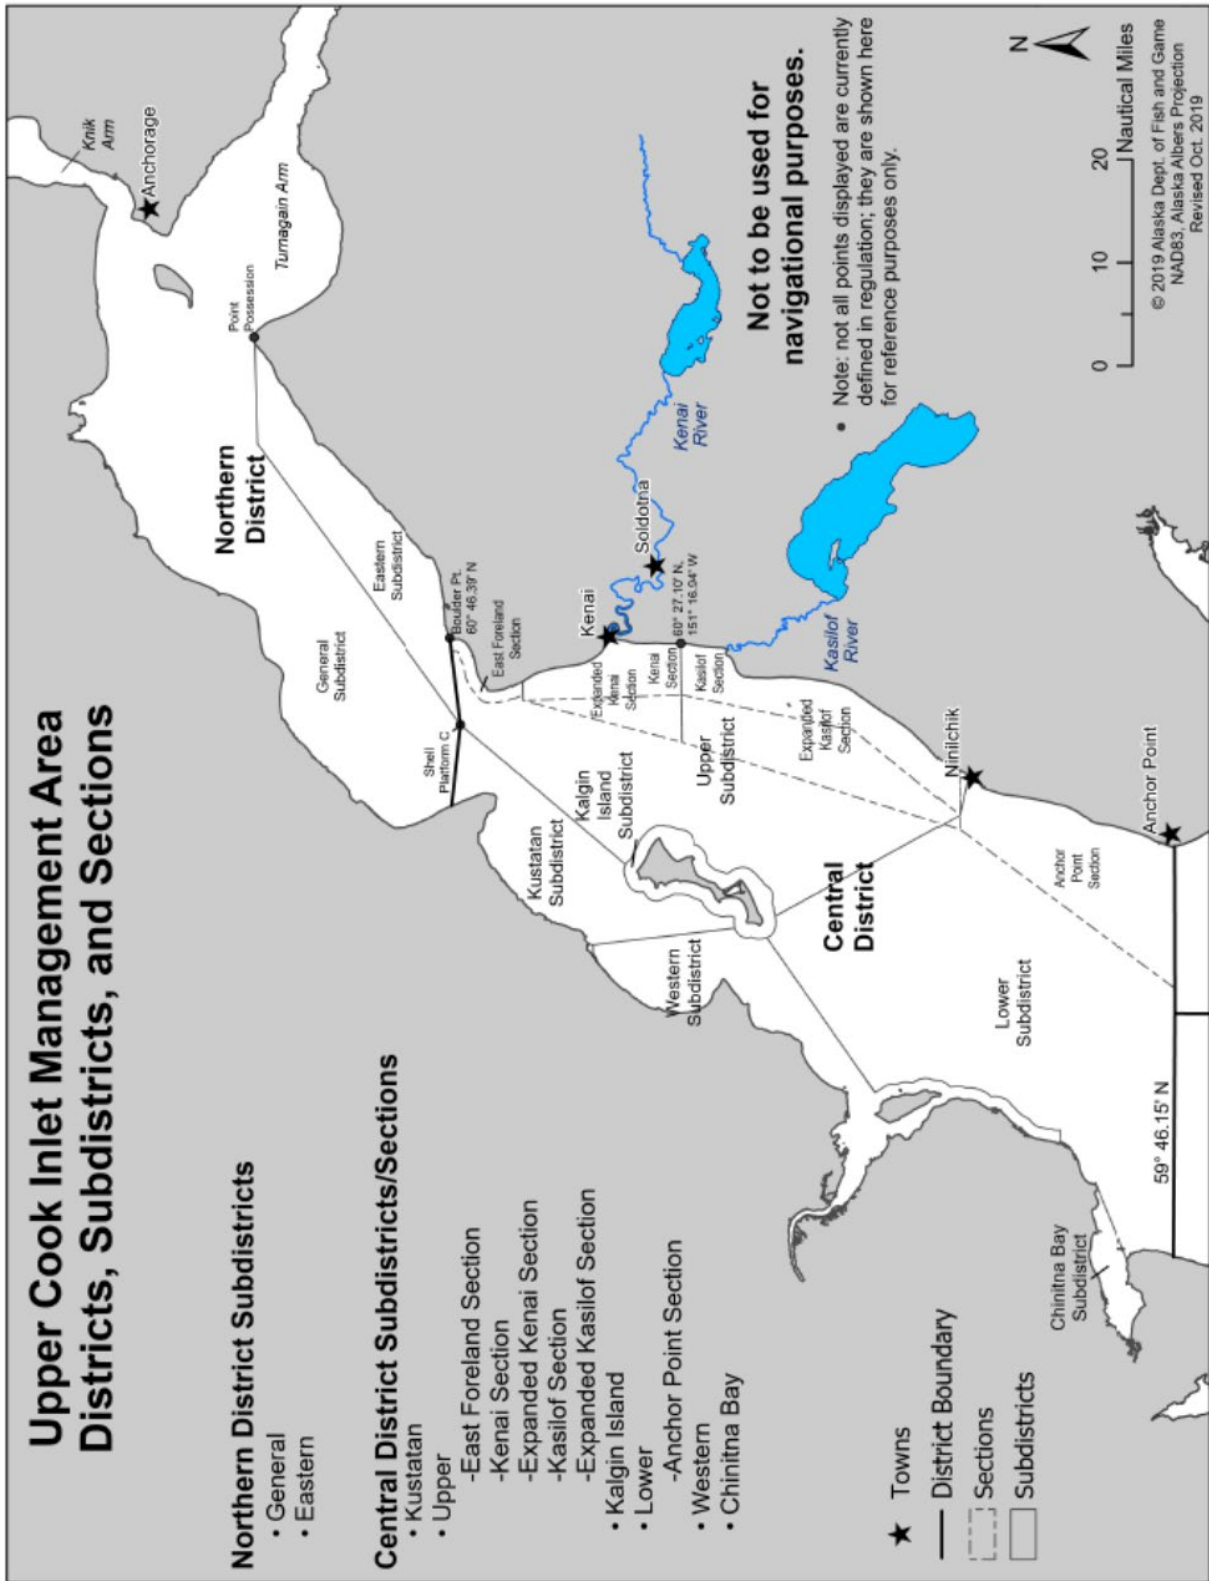 Upper Cook Inlet Management Area
Districts, Subdistricts, and Sections
Northern District Subdistricts
• General
• Eastern
Central District Subdistricts/Sections
• Kustatan
• Upper
-East Foreland Section
-Kenai Section
-Expanded Kenai Section
-Kasilof Section
-Expanded Kasilof Section
• Kalgin Island
• Lower
-Anchor Point Section
• Western
• Chinitna Bay
Towns
District Boundary
Sections
Subdistricts
Knik
Arm
Anchorage
Turnagain Arm
Point
Possession
Northern
District
General
Subdistrict
Eastern
Subdistrict
Boulder Pt.
60° 46.39' N
Shell
Platform C
East Foreland
Section
Kustatan
Subdistrict
Kalgin
Island
Subdistrict
Expanded
Kenai
Section
Kenai
Section
Kenai
Soldotna
Kenai
River
60° 27.10' N,
151° 16.94' W
Kasilof
Section
Upper
Subdistrict
Western
Subdistrict
Expanded
Kasilof
Section
Kasilof
River
Central
District
Ninilchik
Lower
Subdistrict
Anchor
Point
Section
Anchor Point
59° 46.15' N
Chinitna Bay
Subdistrict
Not to be used for
navigational purposes.
• Note: not all points displayed are currently
defined in regulation; they are shown here
for reference purposes only.
N
0 10 20
Nautical Miles
© 2019 Alaska Dept. of Fish and Game
NAD83, Alaska Albers Projection
Revised Oct. 2019